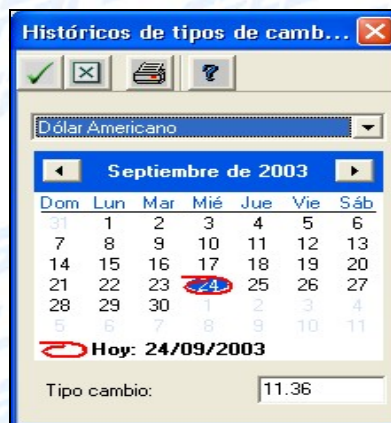 Históricos de tipos de camb...
Dólar Americano
Septiembre de 2003
Dom Lun Mar Mié Jue Vie Sáb
31 1 2 3 4 5 6
7 8 9 10 11 12 13
14 15 16 17 18 19 20
21 22 23 24 25 26 27
28 29 30 1 2 3 4
5 6 7 8 9 10 11
Hoy: 24/09/2003
Tipo cambio: 11.36